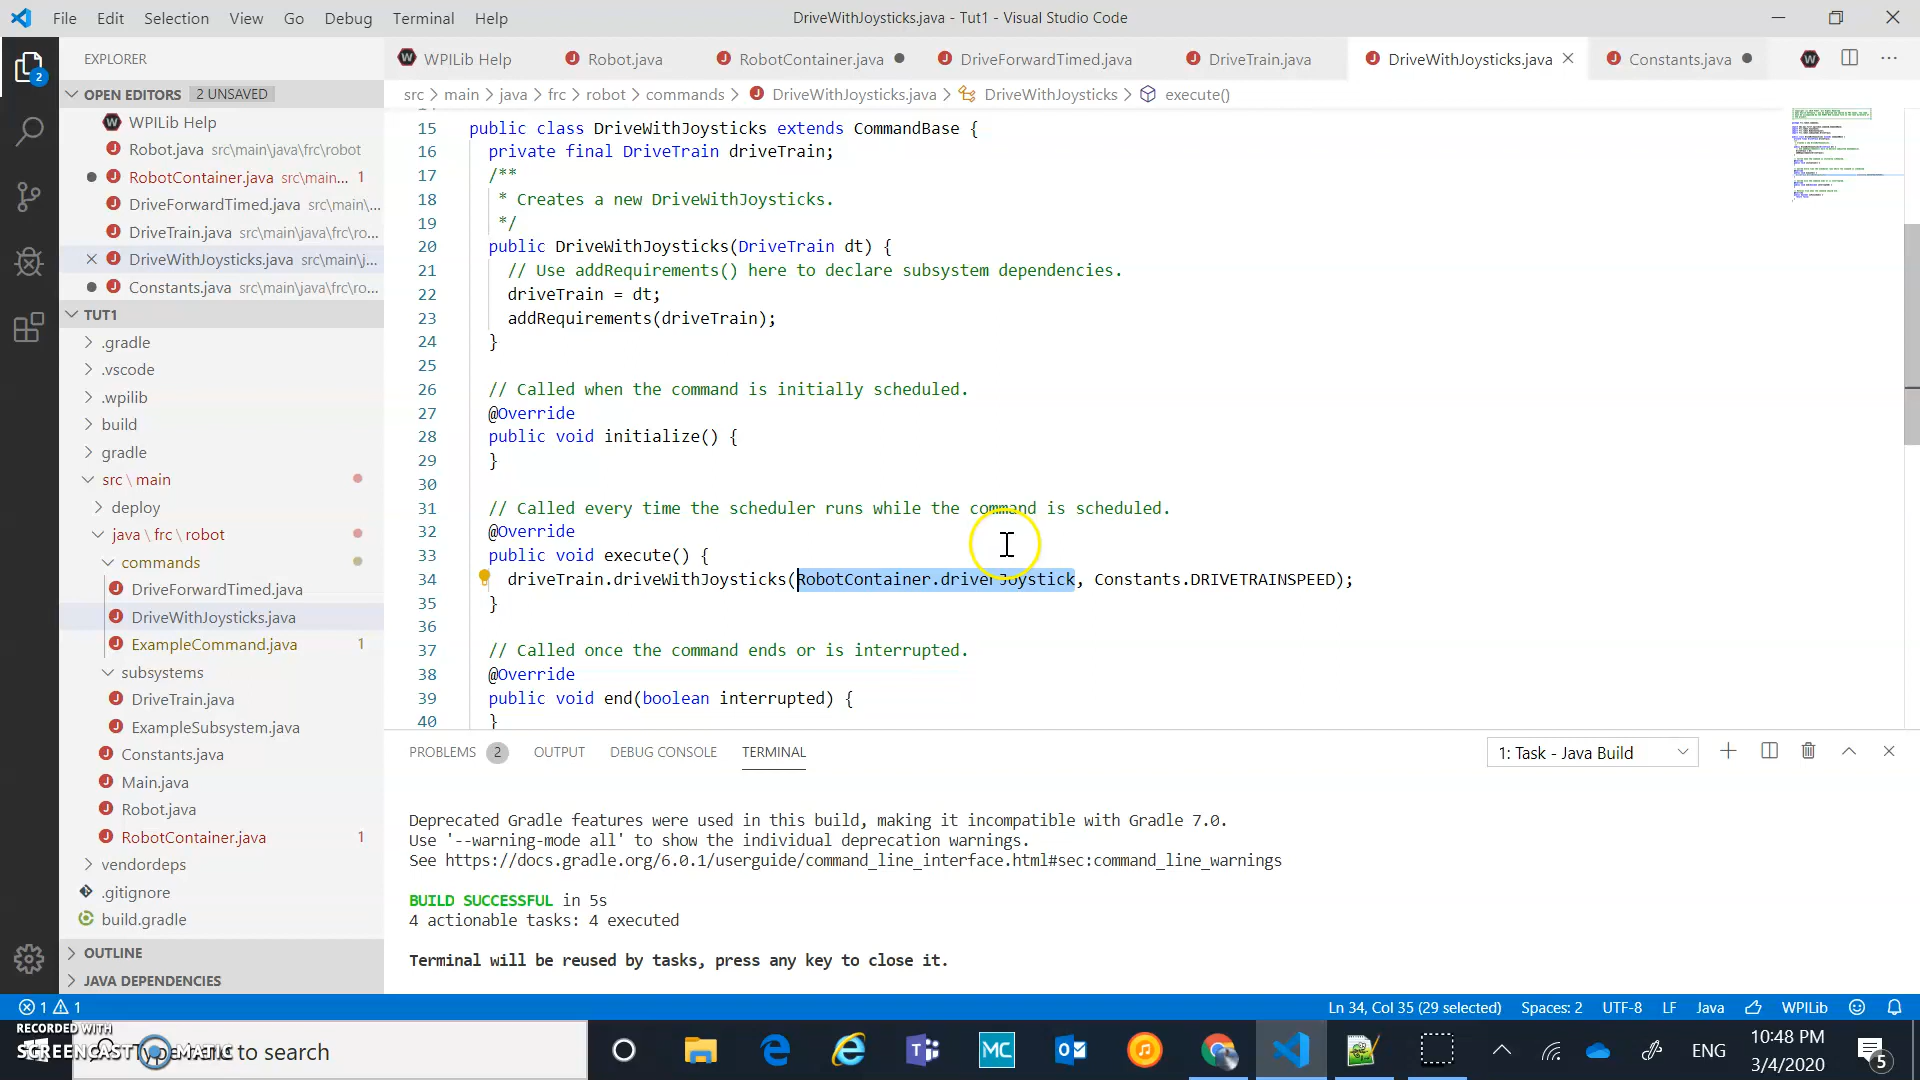 File Edit Selection View Go Debug Terminal Help
DriveWithJoysticks.java - Tut1 - Visual Studio Code
EXPLORER
WPILib Help Robot.java RobotContainer.java DriveForwardTimed.java DriveTrain.java DriveWithJoysticks.java Constants.java
2
OPEN EDITORS 2 UNSAVED
src > main > java > frc > robot > commands > DriveWithJoysticks.java > DriveWithJoysticks > execute()
WPILib Help
Robot.java src\main\java\frc\robot
RobotContainer.java src\main... 1
DriveForwardTimed.java src\main\...
DriveTrain.java src\main\java\frc\ro...
DriveWithJoysticks.java src\main\j...
Constants.java src\main\java\frc\ro...
TUT1
.gradle
.vscode
.wpilib
build
gradle
src \ main
deploy
java \ frc \ robot
commands
DriveForwardTimed.java
DriveWithJoysticks.java
ExampleCommand.java 1
subsystems
DriveTrain.java
ExampleSubsystem.java
Constants.java
Main.java
Robot.java
RobotContainer.java 1
vendordeps
.gitignore
build.gradle
OUTLINE
JAVA DEPENDENCIES
15 public class DriveWithJoysticks extends CommandBase {
16 private final DriveTrain driveTrain;
17 /**
18 * Creates a new DriveWithJoysticks.
19 */
20 public DriveWithJoysticks(DriveTrain dt) {
21 // Use addRequirements() here to declare subsystem dependencies.
22 driveTrain = dt;
23 addRequirements(driveTrain);
24 }
25
26 // Called when the command is initially scheduled.
27 @Override
28 public void initialize() {
29 }
30
31 // Called every time the scheduler runs while the command is scheduled.
32 @Override
33 public void execute() {
34 driveTrain.driveWithJoysticks(RobotContainer.driverJoystick, Constants.DRIVETRAINSPEED);
35 }
36
37 // Called once the command ends or is interrupted.
38 @Override
39 public void end(boolean interrupted) {
40 }
PROBLEMS 2 OUTPUT DEBUG CONSOLE TERMINAL
1: Task - Java Build
Deprecated Gradle features were used in this build, making it incompatible with Gradle 7.0.
Use '--warning-mode all' to show the individual deprecation warnings.
See https://docs.gradle.org/6.0.1/userguide/command_line_interface.html#sec:command_line_warnings
BUILD SUCCESSFUL in 5s
4 actionable tasks: 4 executed
Terminal will be reused by tasks, press any key to close it.
1 1
Ln 34, Col 35 (29 selected) Spaces: 2 UTF-8 LF Java WPILib
RECORDED WITH
SCREENCAST MATIC
to search
MC
ENG
10:48 PM
3/4/2020
5